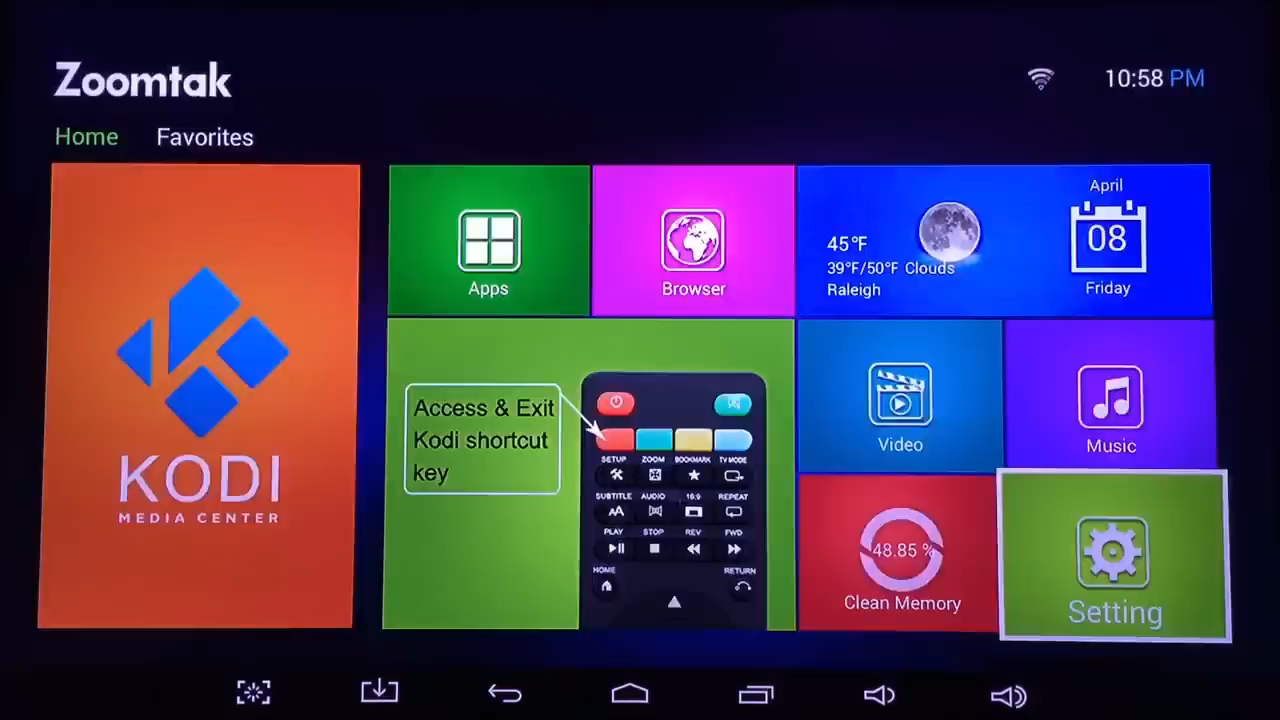 Zoomtak
10:58 PM
Home Favorites
KODI
MEDIA CENTER
Apps
Browser
45°F
39°F/50°F Clouds
Raleigh
April
08
Friday
Access & Exit
Kodi shortcut
key
SETUP ZOOM BOOKMARK TV MODE
SUBTITLE AUDIO 16:9 REPEAT
AA
PLAY STOP REV FWD
HOME RETURN
Video
Music
48.85 %
Clean Memory
Setting